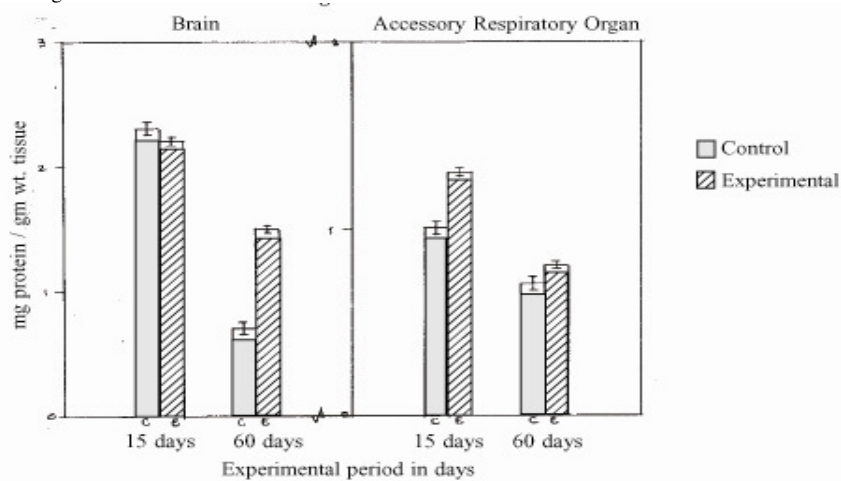 Brain
Accessory Respiratory Organ
3
2
1
0
mg protein / gm wt. tissue
1
Control
Experimental
C E C E C E C E
15 days 60 days 15 days 60 days
Experimental period in days